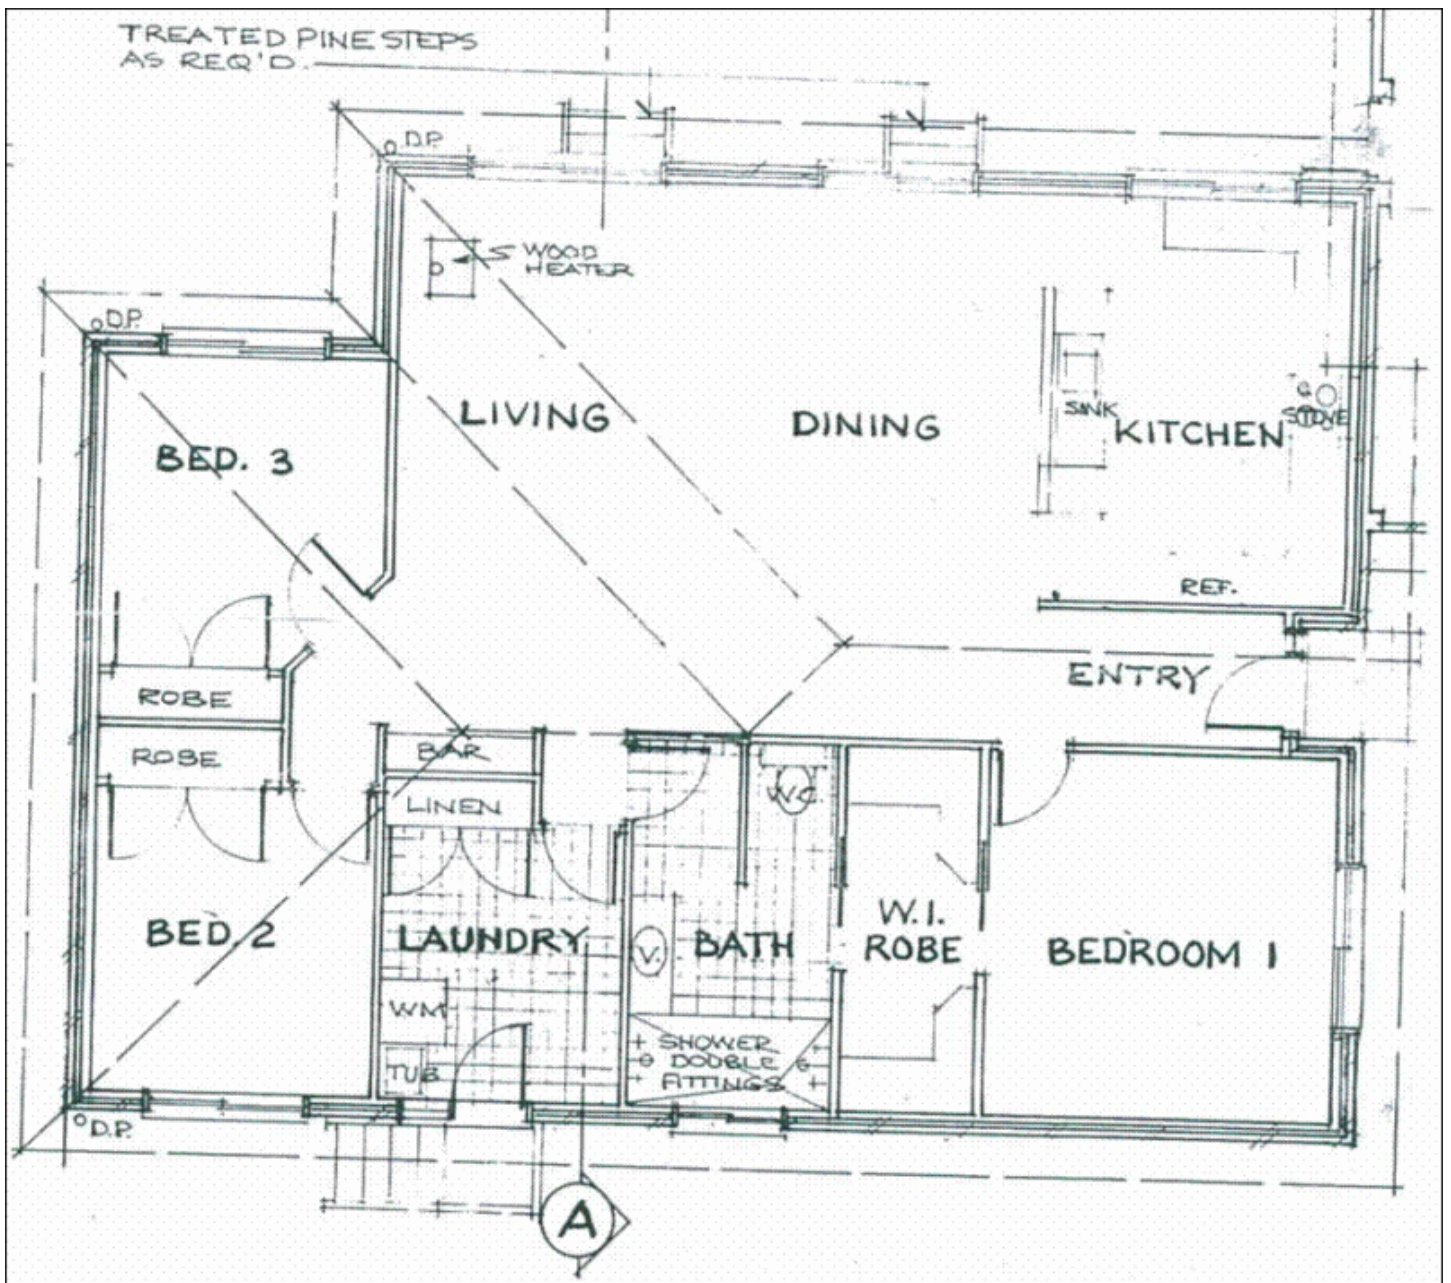 TREATED PINE STEPS
AS REQ'D.
D.P.
WOOD
HEATER
D.P.
LIVING
DINING
SINK
KITCHEN
STOVE
BED. 3
REF.
ENTRY
ROBE
ROBE
BAR
LINEN
W.C.
BED. 2
LAUNDRY
V.
BATH
W.I.
ROBE
BEDROOM 1
WM
TUB
SHOWER
DOUBLE
FITTINGS
D.P.
A